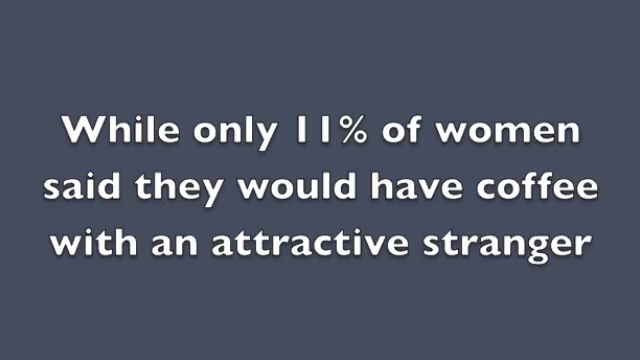 While only 11% of women
said they would have coffee
with an attractive stranger